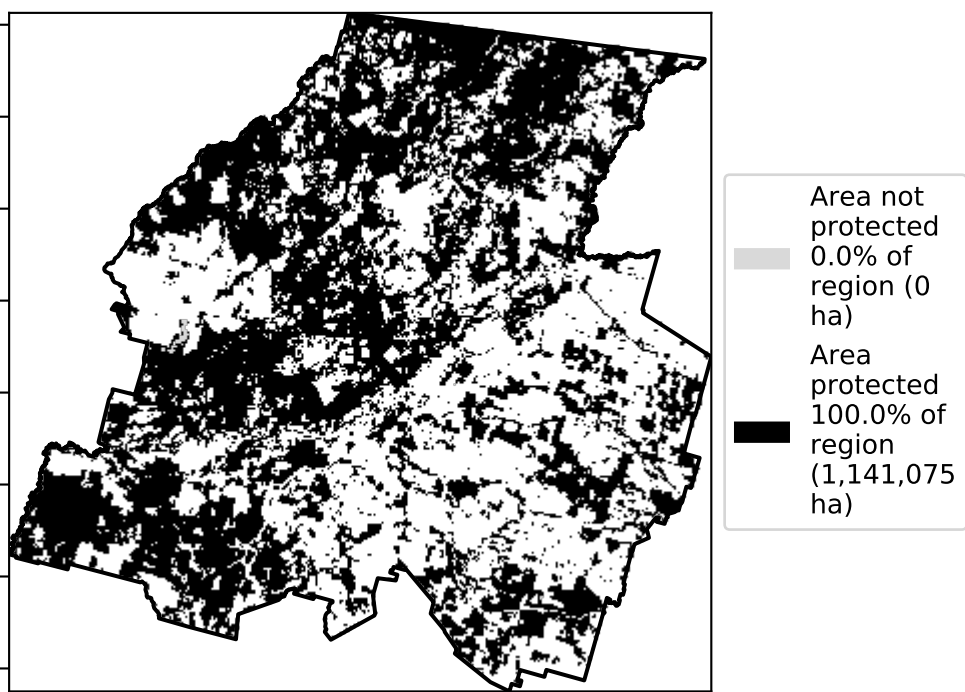 Area not
protected
0.0% of
region (0
ha)
Area
protected
100.0% of
region
(1,141,075
ha)